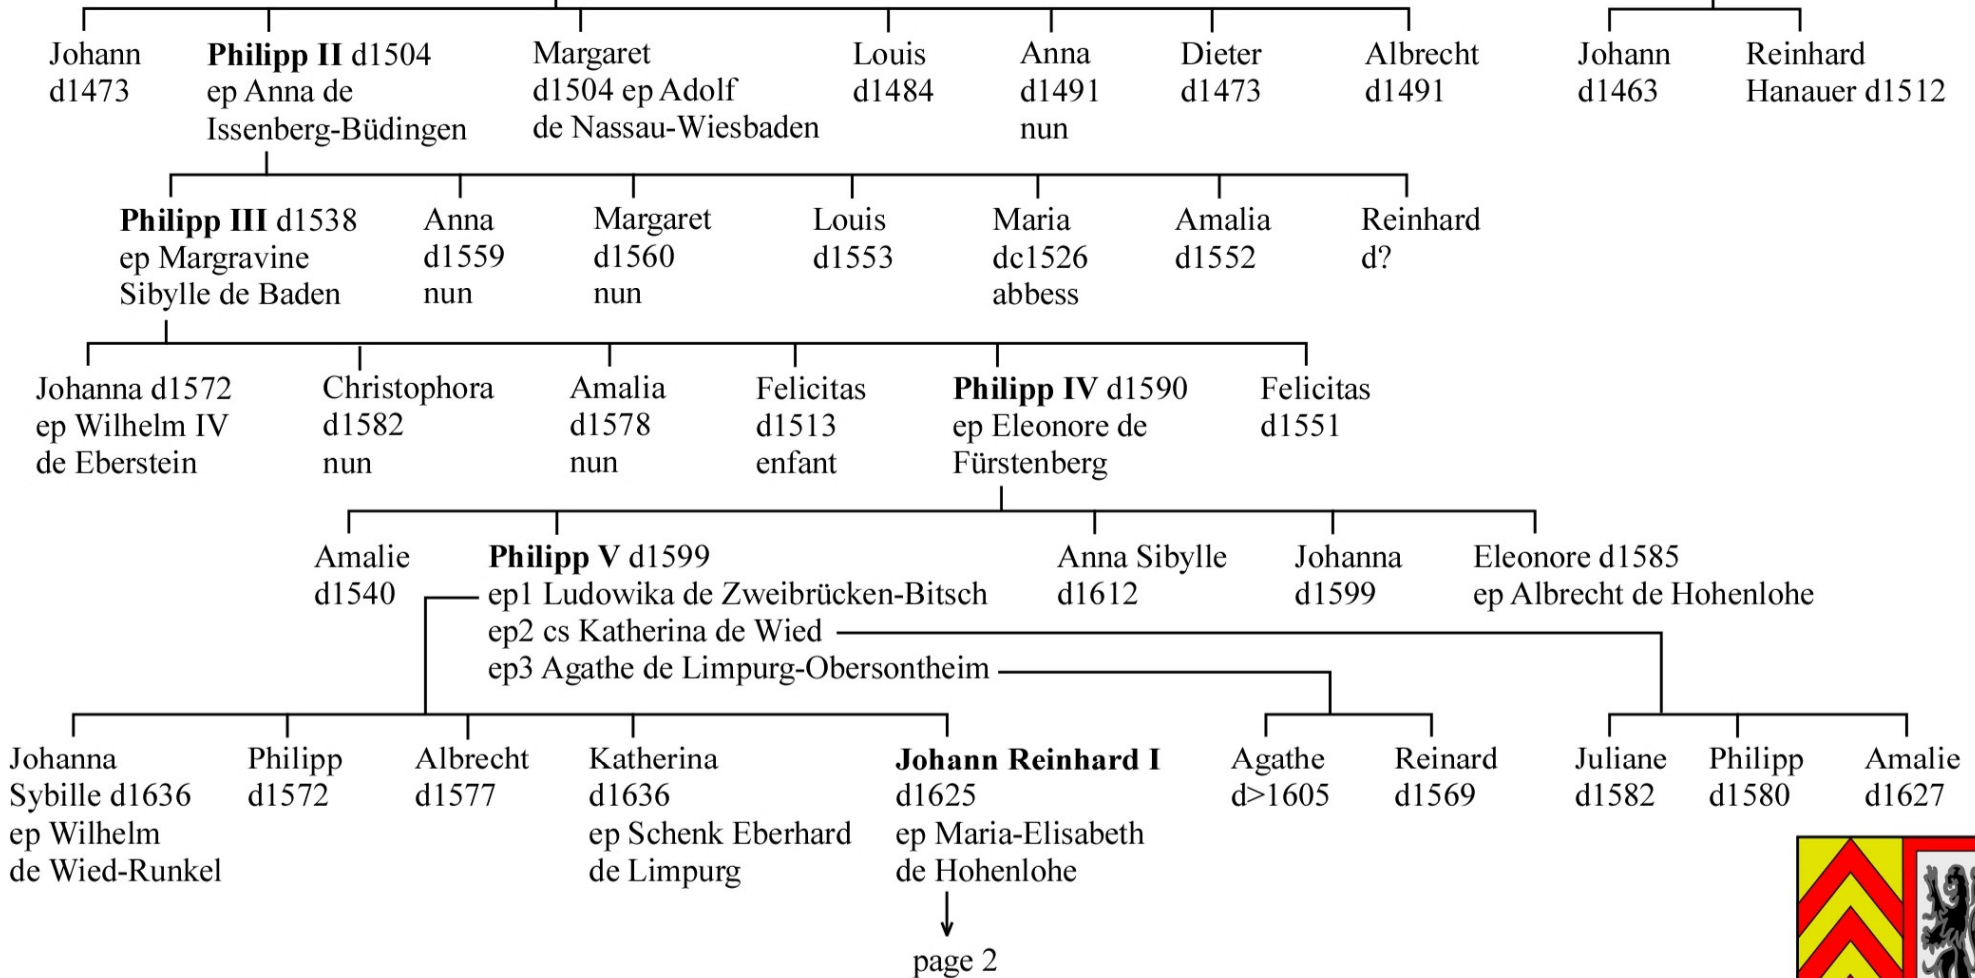 Johann
d1473
Philipp II d1504
ep Anna de
Issenberg-Büdingen
Margaret
d1504 ep Adolf
de Nassau-Wiesbaden
Louis
d1484
Anna
d1491
nun
Dieter
d1473
Albrecht
d1491
Johann
d1463
Reinhard
Hanauer d1512
Philipp III d1538
ep Margravine
Sibylle de Baden
Anna
d1559
nun
Margaret
d1560
nun
Louis
d1553
Maria
dc1526
abbess
Amalia
d1552
Reinhard
d?
Johanna d1572
ep Wilhelm IV
de Eberstein
Christophora
d1582
nun
Amalia
d1578
nun
Felicitas
d1513
enfant
Philipp IV d1590
ep Eleonore de
Fürstenberg
Felicitas
d1551
Amalie
d1540
Philipp V d1599
ep1 Ludowika de Zweibrücken-Bitsch
ep2 cs Katherina de Wied
ep3 Agathe de Limpurg-Obersontheim
Anna Sibylle
d1612
Johanna
d1599
Eleonore d1585
ep Albrecht de Hohenlohe
Johanna
Sybille d1636
ep Wilhelm
de Wied-Runkel
Philipp
d1572
Albrecht
d1577
Katherina
d1636
ep Schenk Eberhard
de Limpurg
Johann Reinhard I
d1625
ep Maria-Elisabeth
de Hohenlohe
Agathe
d>1605
Reinard
d1569
Juliane
d1582
Philipp
d1580
Amalie
d1627
page 2